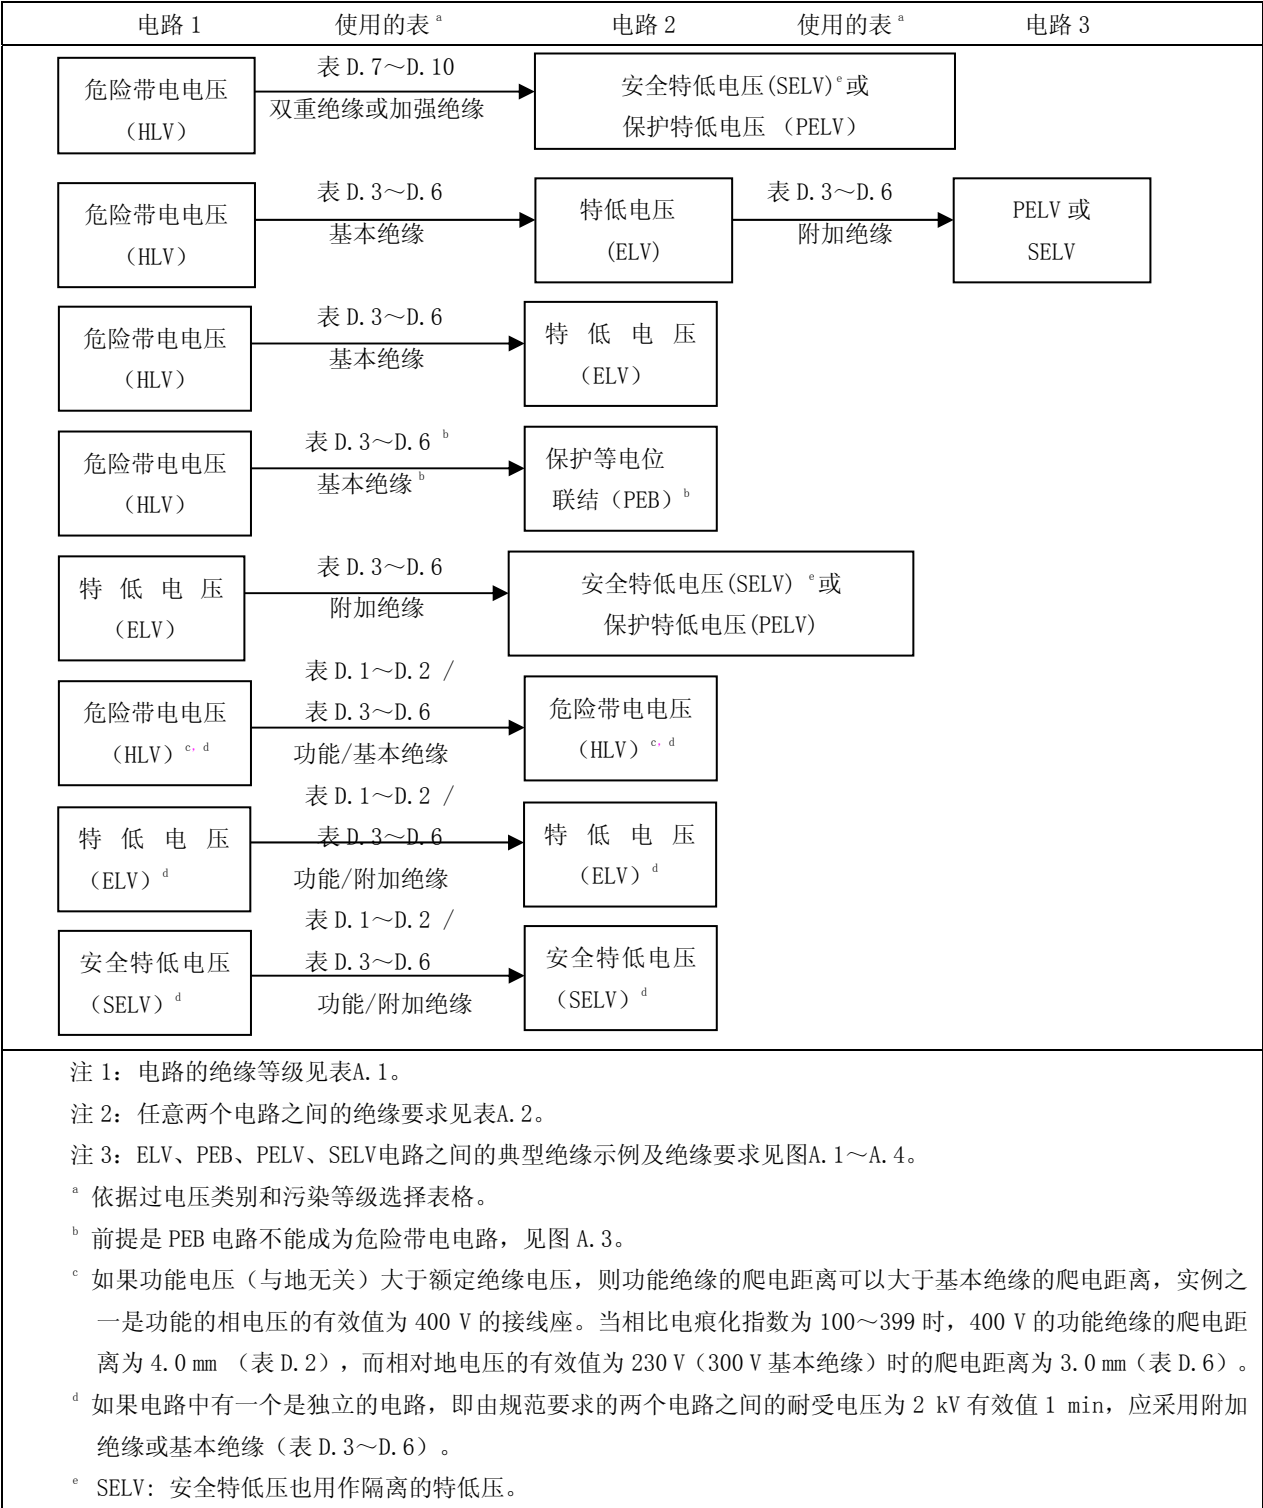 电路 1 使用的表 a 电路 2 使用的表 a 电路 3
危险带电电压
（HLV）
表 D.7～D.10
双重绝缘或加强绝缘
安全特低电压(SELV)e或
保护特低电压 （PELV）
危险带电电压
（HLV）
表 D.3～D.6
基本绝缘
特低电压
(ELV)
表 D.3～D.6
附加绝缘
PELV 或
SELV
危险带电电压
（HLV）
表 D.3～D.6
基本绝缘
特 低 电 压
（ELV）
危险带电电压
（HLV）
表 D.3～D.6 b
基本绝缘 b
保护等电位
联结（PEB）b
特 低 电 压
（ELV）
表 D.3～D.6
附加绝缘
安全特低电压(SELV) e或
保护特低电压(PELV)
危险带电电压
（HLV）c，d
表 D.1～D.2 /
表 D.3～D.6
功能/基本绝缘
危险带电电压
（HLV）c，d
特 低 电 压
（ELV）d
表 D.1～D.2 /
表 D.3～D.6
功能/附加绝缘
特 低 电 压
（ELV）d
安全特低电压
（SELV）d
表 D.1～D.2 /
表 D.3～D.6
功能/附加绝缘
安全特低电压
（SELV）d
注 1：电路的绝缘等级见表A.1。
注 2：任意两个电路之间的绝缘要求见表A.2。
注 3：ELV、PEB、PELV、SELV电路之间的典型绝缘示例及绝缘要求见图A.1～A.4。
a 依据过电压类别和污染等级选择表格。
b 前提是 PEB 电路不能成为危险带电电路，见图 A.3。
c 如果功能电压（与地无关）大于额定绝缘电压，则功能绝缘的爬电距离可以大于基本绝缘的爬电距离，实例之
一是功能的相电压的有效值为 400 V 的接线座。当相比电痕化指数为 100～399 时，400 V 的功能绝缘的爬电距
离为 4.0 mm （表 D.2），而相对地电压的有效值为 230 V（300 V 基本绝缘）时的爬电距离为 3.0 mm（表 D.6）。
d 如果电路中有一个是独立的电路，即由规范要求的两个电路之间的耐受电压为 2 kV 有效值 1 min，应采用附加
绝缘或基本绝缘（表 D.3～D.6）。
e SELV: 安全特低压也用作隔离的特低压。